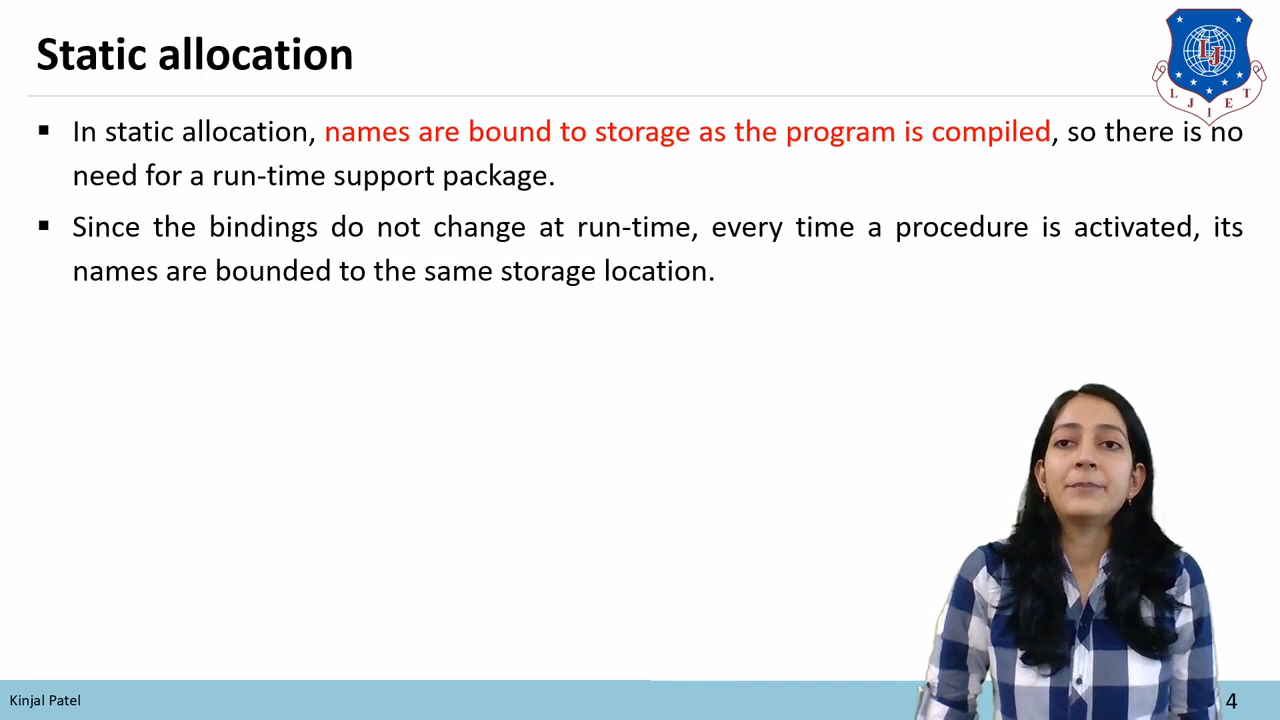 Static allocation
LJ
L J I E T
▪ In static allocation, names are bound to storage as the program is compiled, so there is no
need for a run-time support package.
▪ Since the bindings do not change at run-time, every time a procedure is activated, its
names are bounded to the same storage location.
Kinjal Patel
4